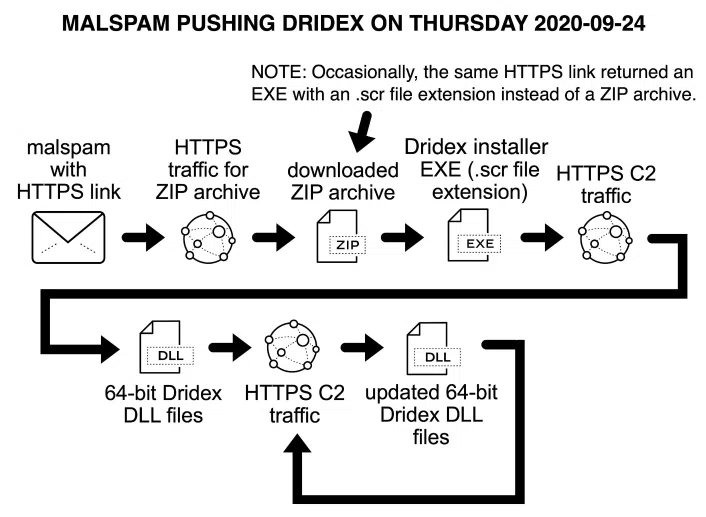 MALSPAM PUSHING DRIDEX ON THURSDAY 2020-09-24
NOTE: Occasionally, the same HTTPS link returned an
EXE with an .scr file extension instead of a ZIP archive.
malspam
with
HTTPS link
HTTPS
traffic for
ZIP archive
downloaded
ZIP archive
Dridex installer
EXE (.scr file
extension)
HTTPS C2
traffic
ZIP
EXE
DLL
64-bit Dridex
DLL files
HTTPS C2
traffic
DLL
updated 64-bit
Dridex DLL
files